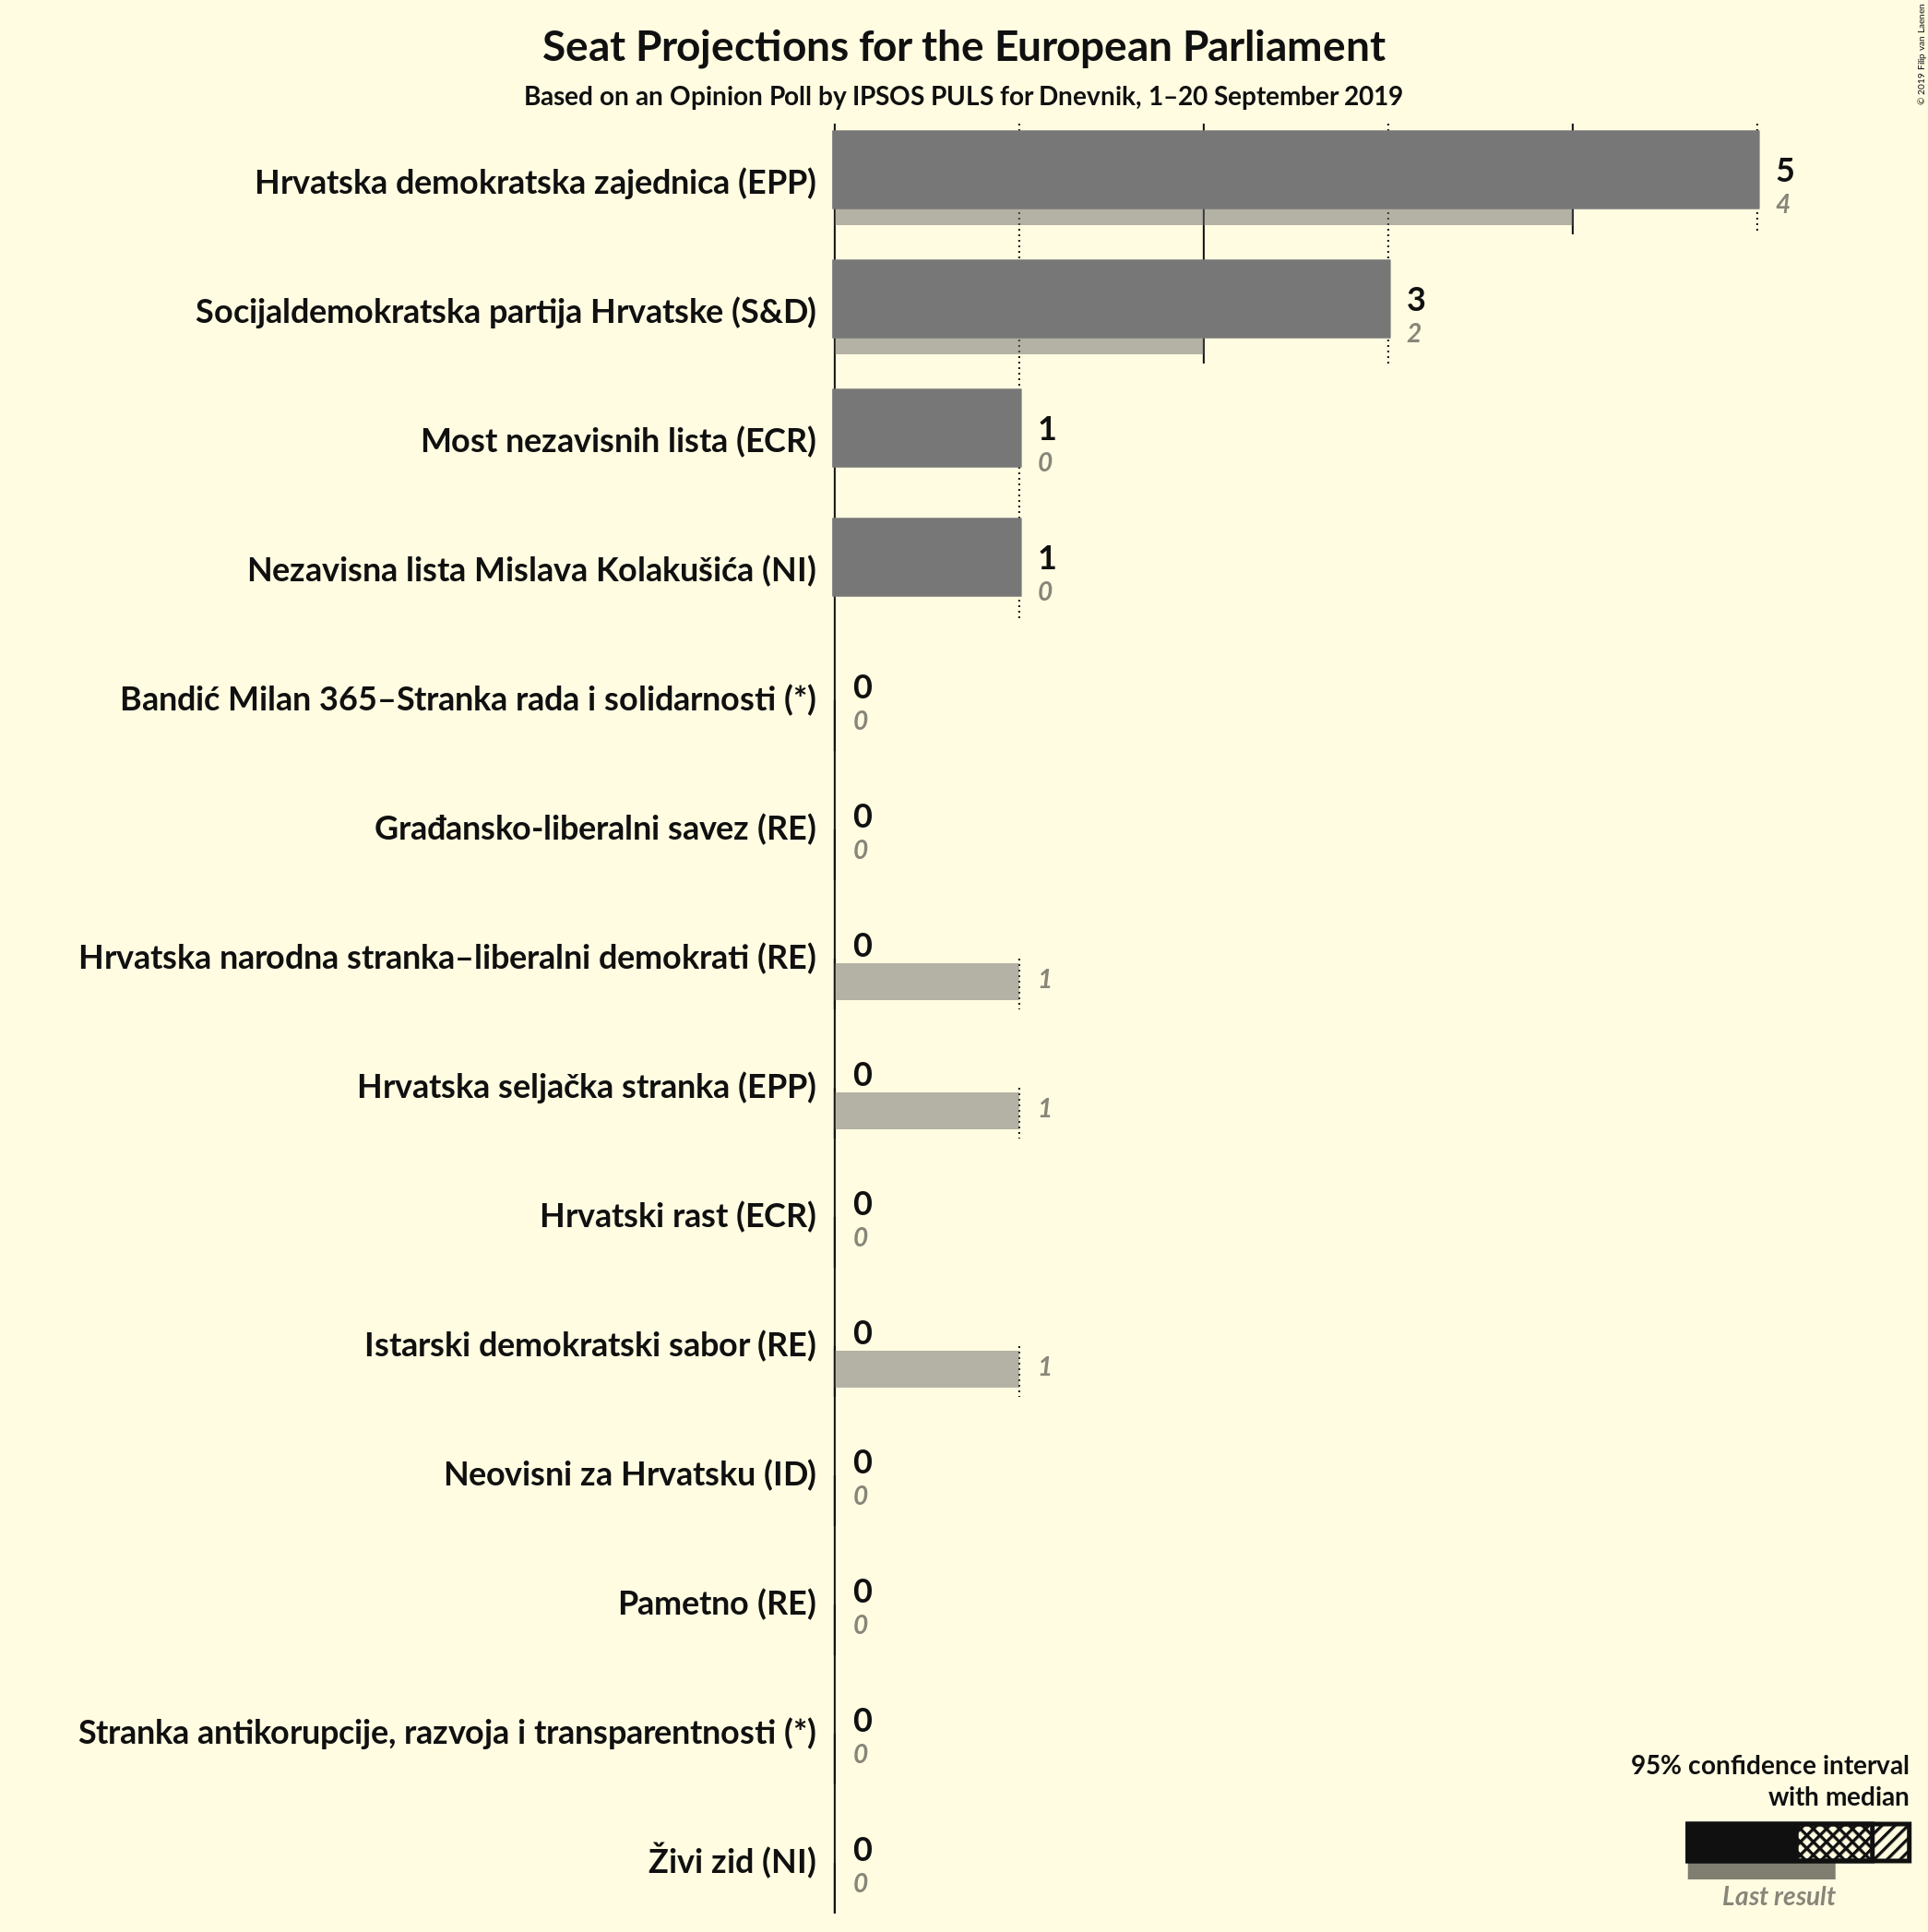 Seat Projections for the European Parliament
Based on an Opinion Poll by IPSOS PULS for Dnevnik, 1–20 September 2019
© 2019 Filip van Laenen
Hrvatska demokratska zajednica (EPP)
5
4
Socijaldemokratska partija Hrvatske (S&D)
3
2
Most nezavisnih lista (ECR)
1
0
Nezavisna lista Mislava Kolakušića (NI)
1
0
Bandić Milan 365–Stranka rada i solidarnosti (*)
0
0
Građansko-liberalni savez (RE)
0
0
Hrvatska narodna stranka–liberalni demokrati (RE)
0
1
Hrvatska seljačka stranka (EPP)
0
1
Hrvatski rast (ECR)
0
0
Istarski demokratski sabor (RE)
0
1
Neovisni za Hrvatsku (ID)
0
0
Pametno (RE)
0
0
Stranka antikorupcije, razvoja i transparentnosti (*)
0
0
Živi zid (NI)
0
0
95% confidence interval
with median
Last result